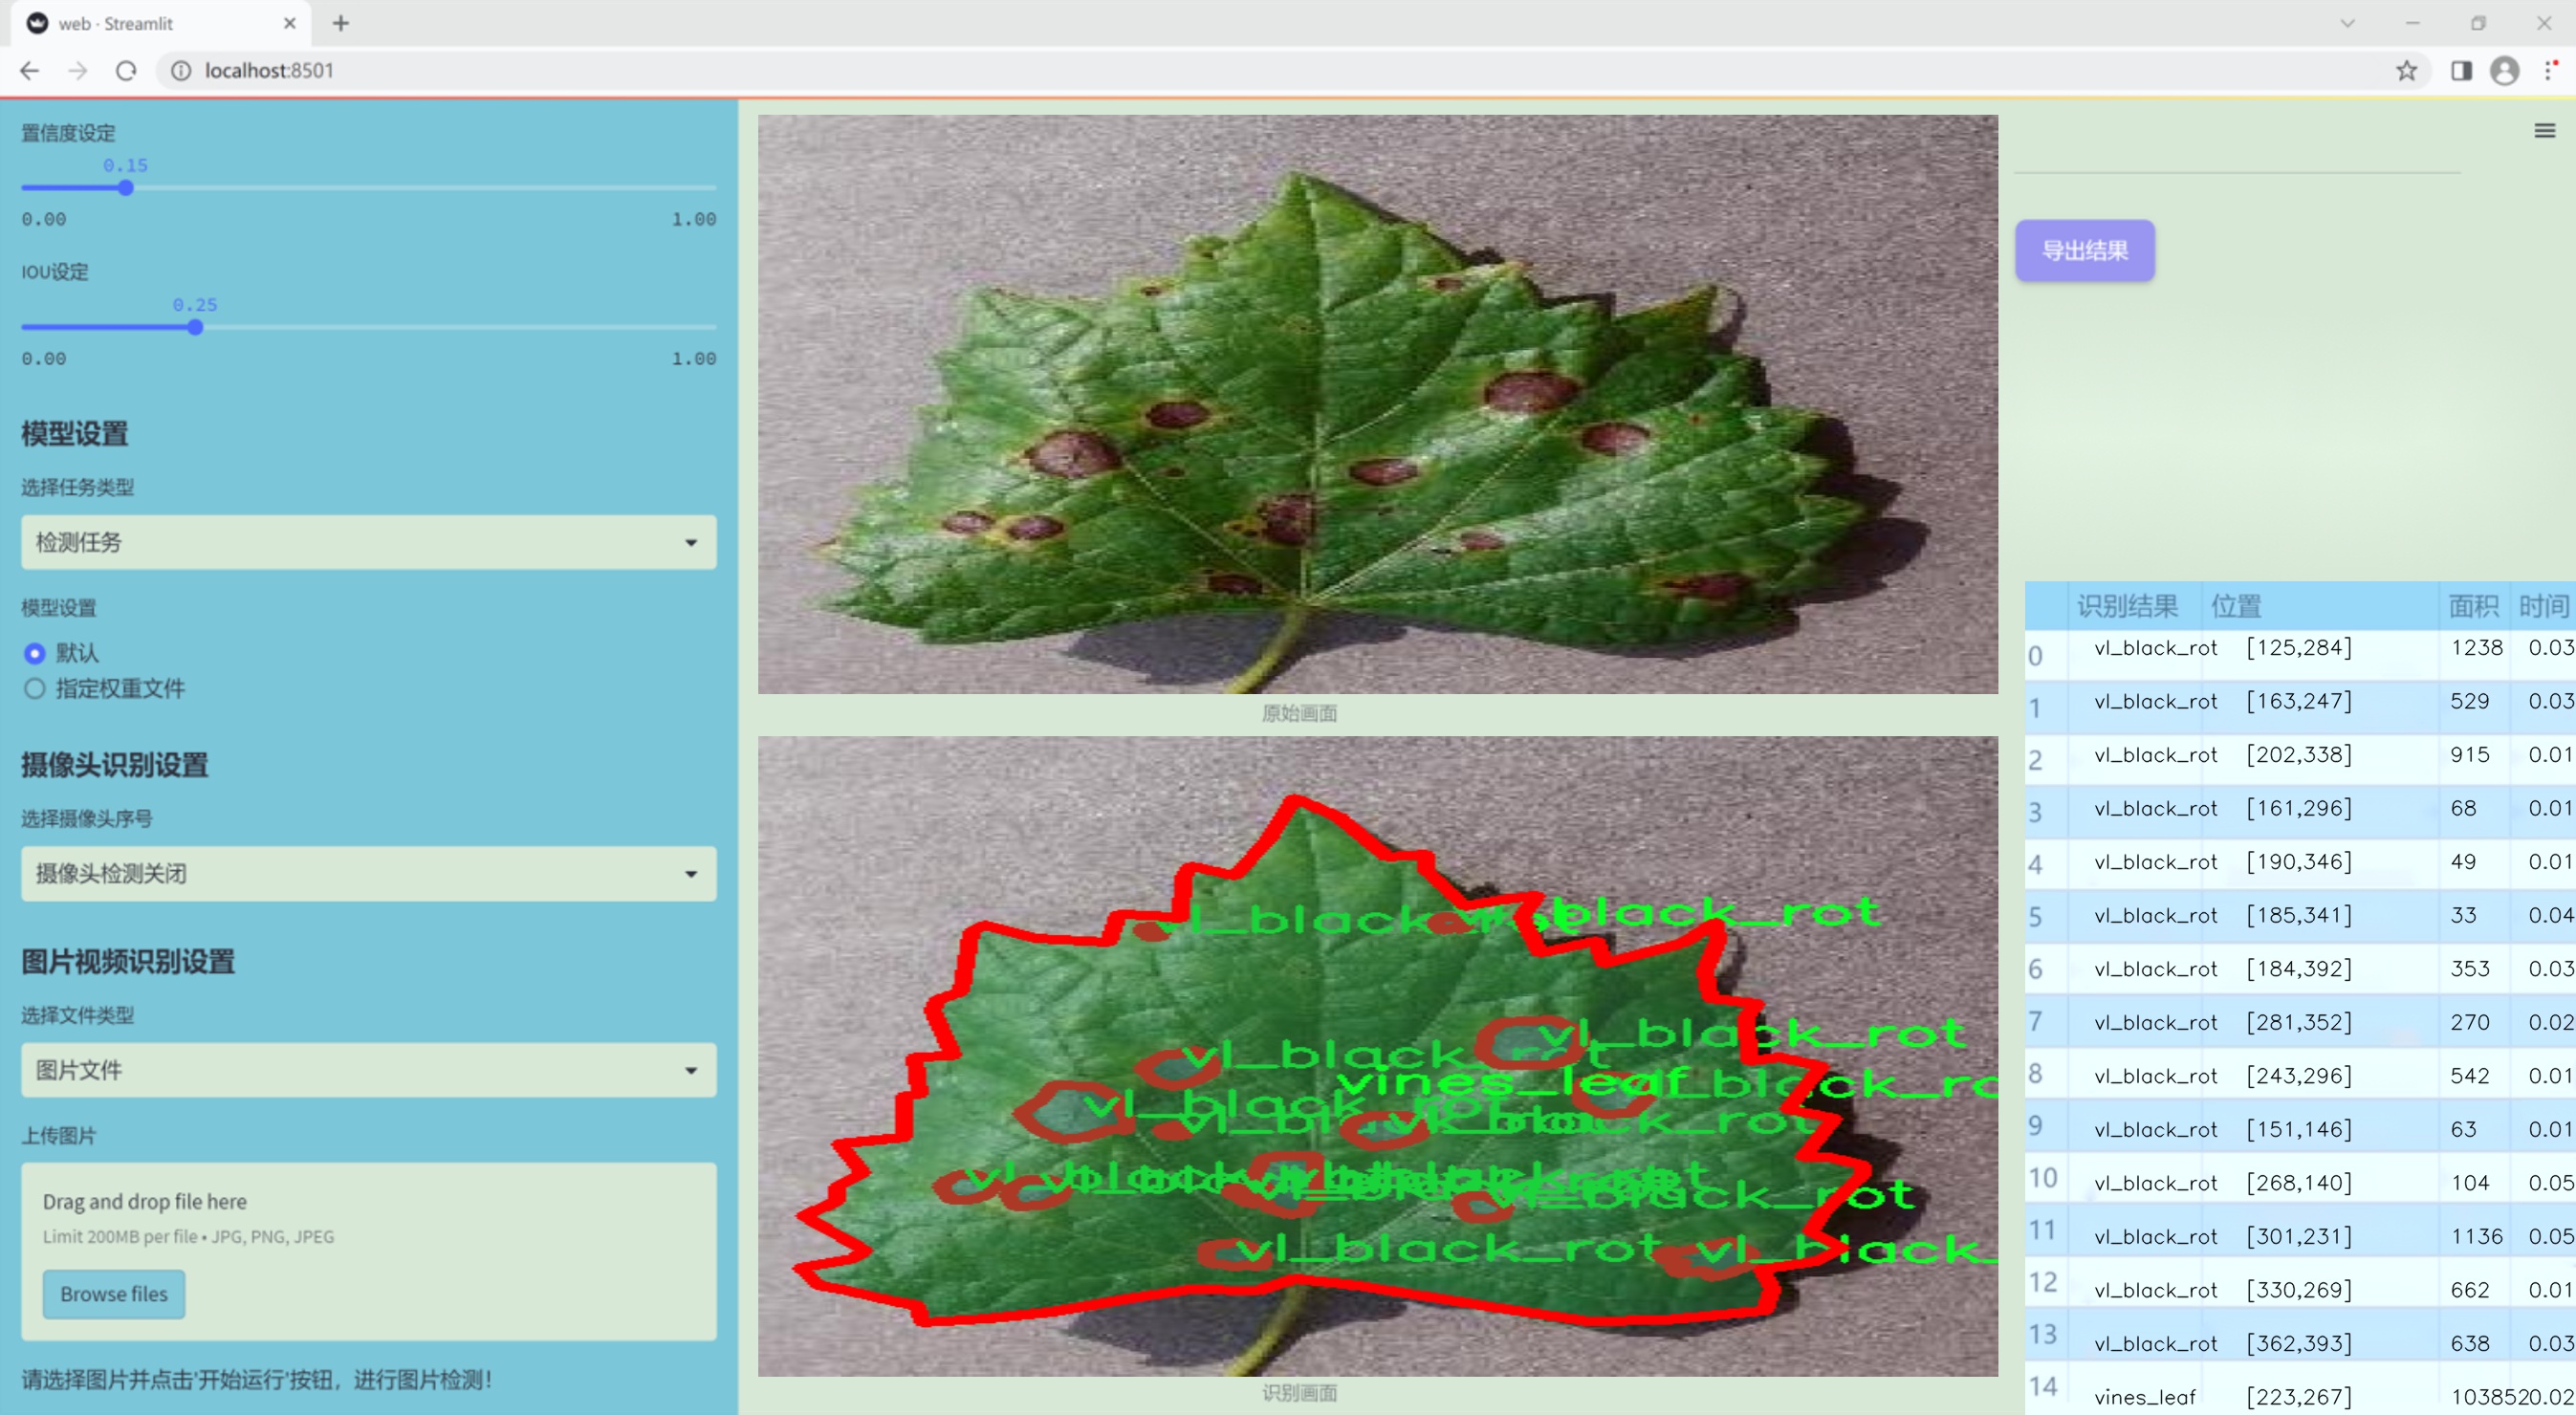 web · Streamlit
localhost:8501
置信度设定
0.15
0.00 1.00
IOU设定
0.25
0.00 1.00
模型设置
选择任务类型
检测任务
模型设置
默认
指定权重文件
摄像头识别设置
选择摄像头序号
摄像头检测关闭
图片视频识别设置
选择文件类型
图片文件
上传图片
Drag and drop file here
Limit 200MB per file • JPG, PNG, JPEG
Browse files
请选择图片并点击'开始运行'按钮，进行图片检测！
原始画面
vl_black
black_rot
vl_black_rot
vl_black_rot
vines_leaf
vl_black_rot
vl_black_
识别画面
导出结果
识别结果 位置 面积 时间
0 vl_black_rot [125,284] 1238 0.03
1 vl_black_rot [163,247] 529 0.03
2 vl_black_rot [202,338] 915 0.01
3 vl_black_rot [161,296] 68 0.01
4 vl_black_rot [190,346] 49 0.01
5 vl_black_rot [185,341] 33 0.04
6 vl_black_rot [184,392] 353 0.03
7 vl_black_rot [281,352] 270 0.02
8 vl_black_rot [243,296] 542 0.01
9 vl_black_rot [151,146] 63 0.01
10 vl_black_rot [268,140] 104 0.05
11 vl_black_rot [301,231] 1136 0.05
12 vl_black_rot [330,269] 662 0.01
13 vl_black_rot [362,393] 638 0.03
14 vines_leaf [223,267] 1038520.02